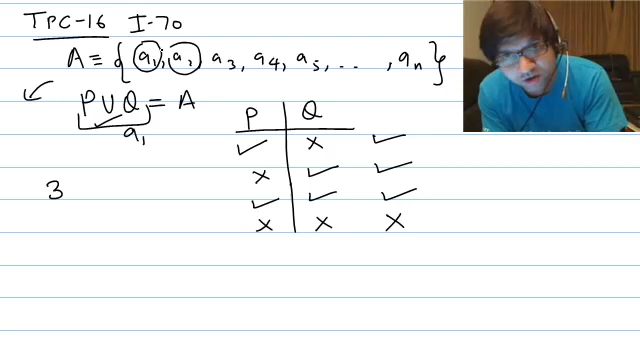 TPC-16 I-70
A ≡ { a₁, a₂, a₃, a₄, a₅, ... , aₙ }
P ∪ Q = A
a₁
P Q
✓ × ✓
× ✓ ✓
3 ✓ ✓ ✓
× × ×